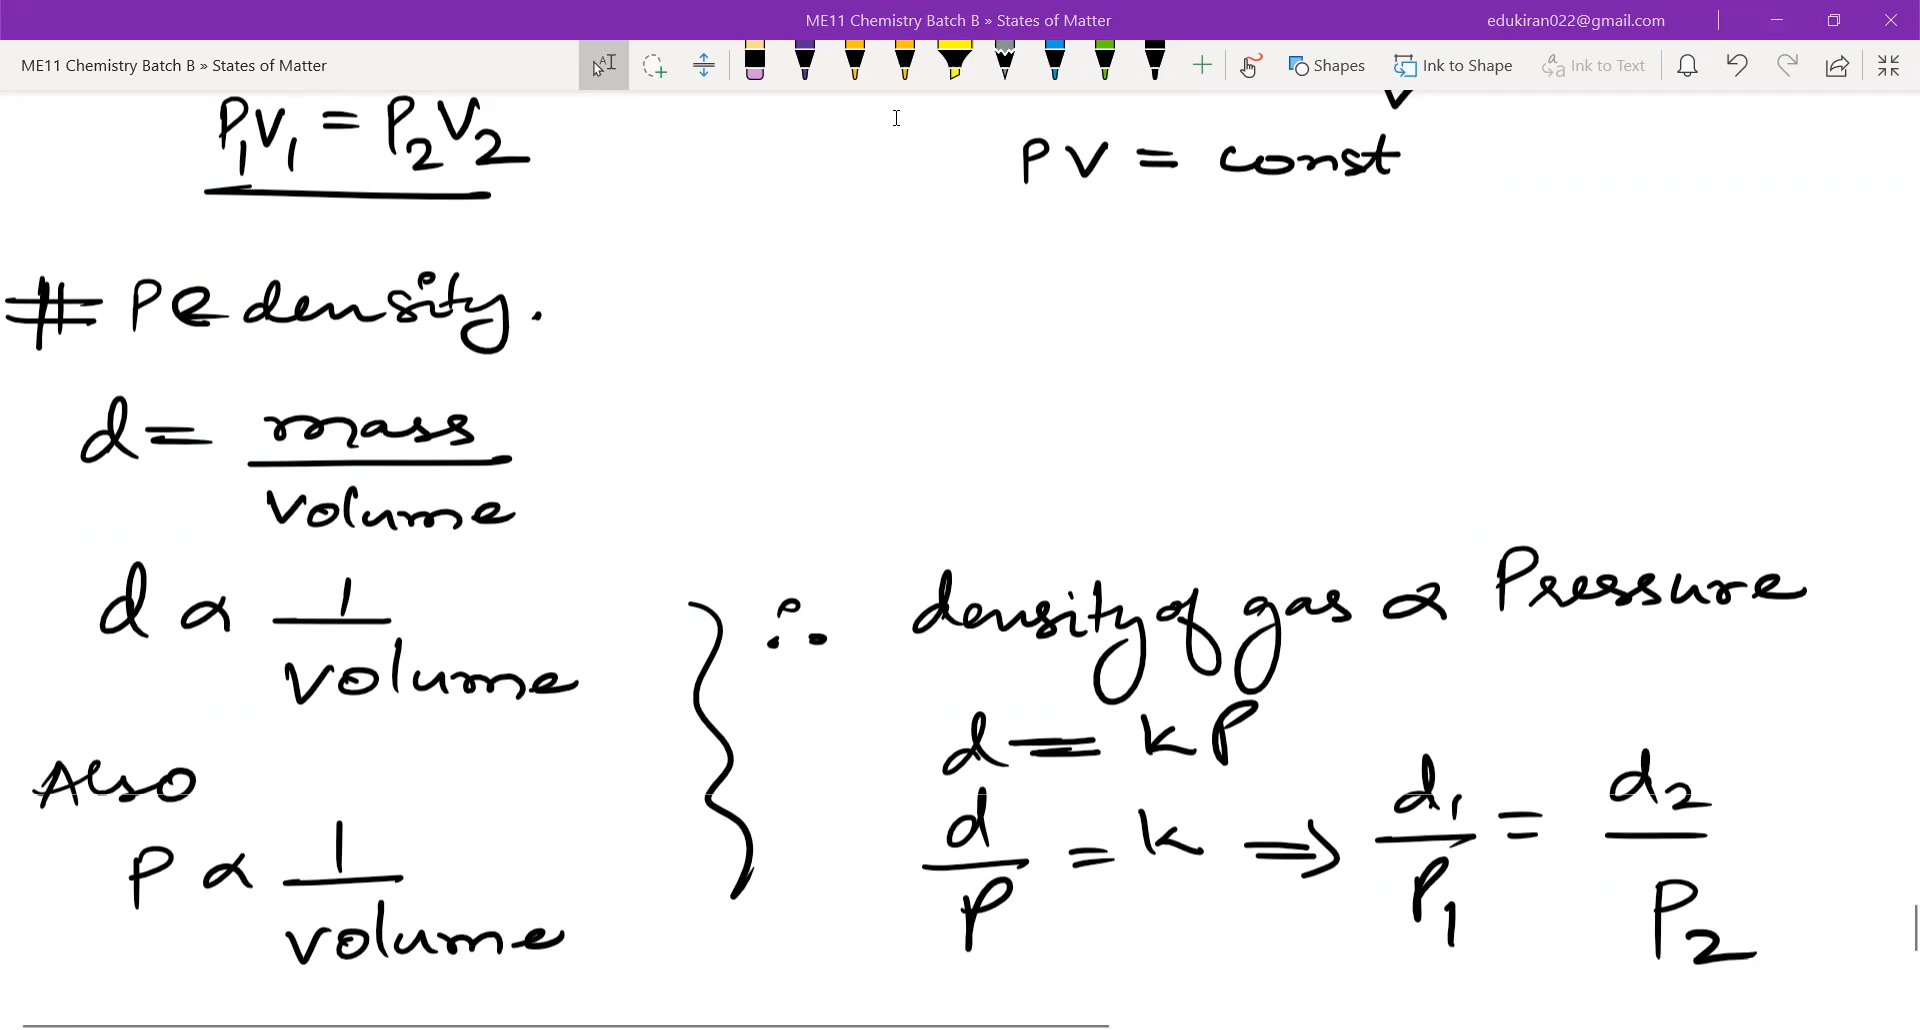 ME11 Chemistry Batch B » States of Matter
edukiran022@gmail.com
ME11 Chemistry Batch B » States of Matter
Shapes
Ink to Shape
Ink to Text
P₁V₁ = P₂V₂
V
PV = const
# P & density.
d = mass / volume
d ∝ 1 / volume
∴ density of gas ∝ Pressure
d = kP
Also
P ∝ 1 / volume
d / P = k ⟹ d₁ / P₁ = d₂ / P₂